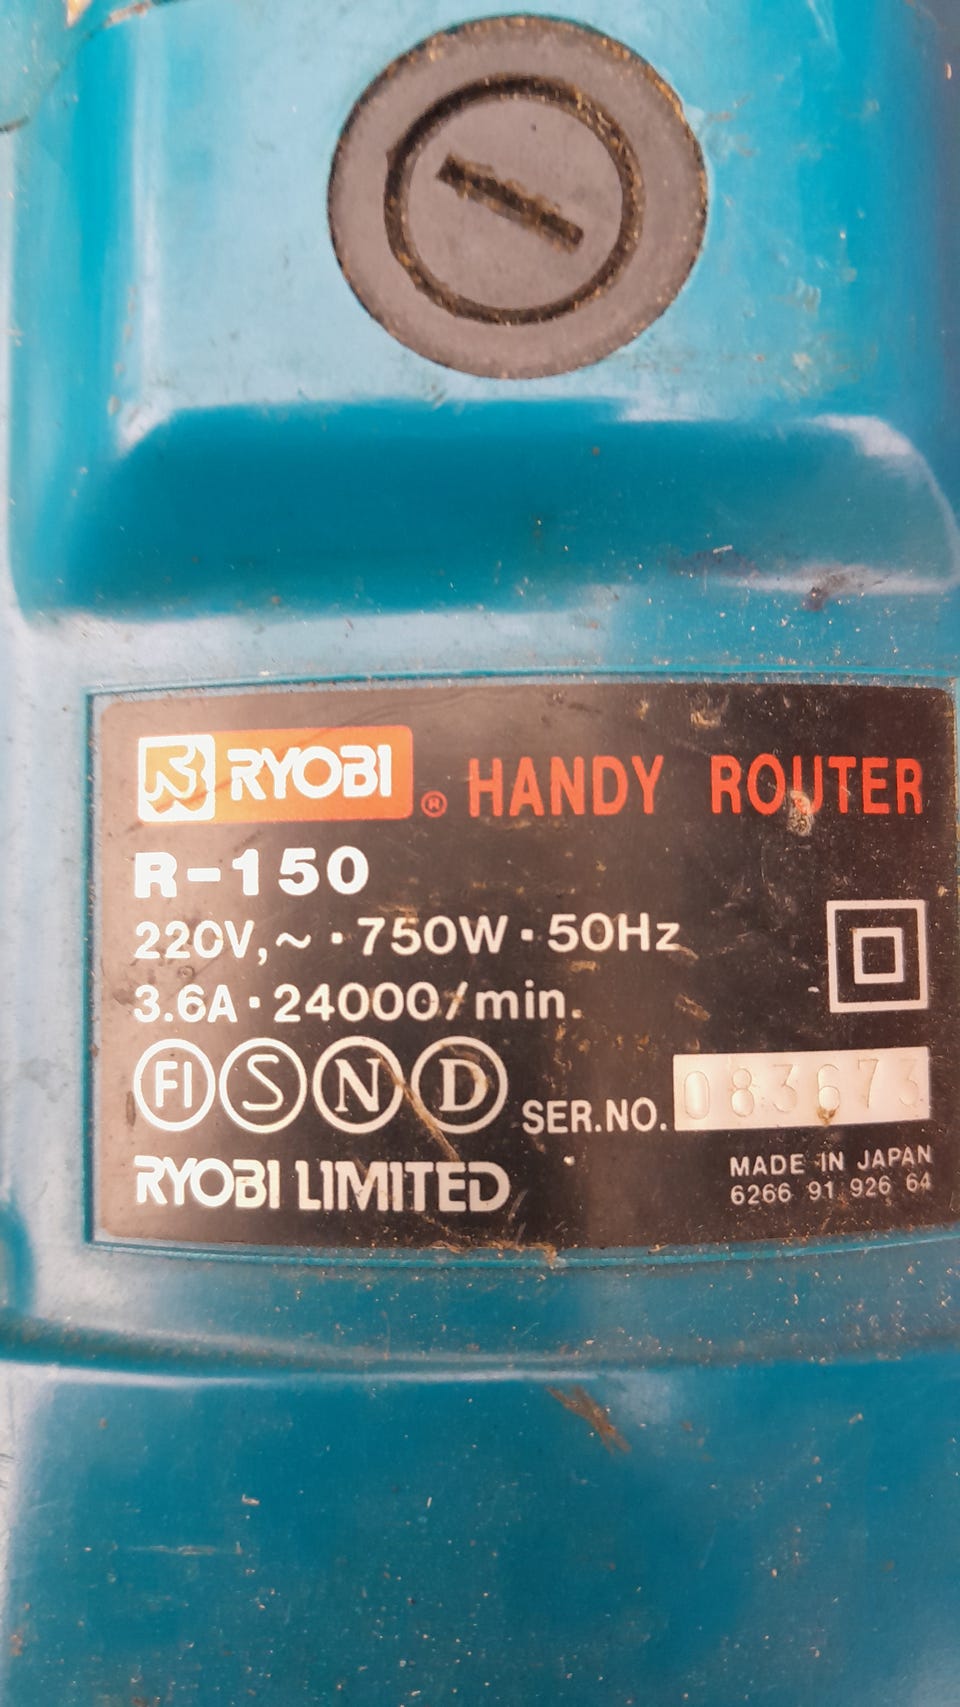 RYOBI ® HANDY ROUTER
R-150
220V,~ · 750W · 50Hz
3.6A · 24000/min.
FI S N D
SER.NO. 083673
RYOBI LIMITED
MADE IN JAPAN
6266 91 926 64